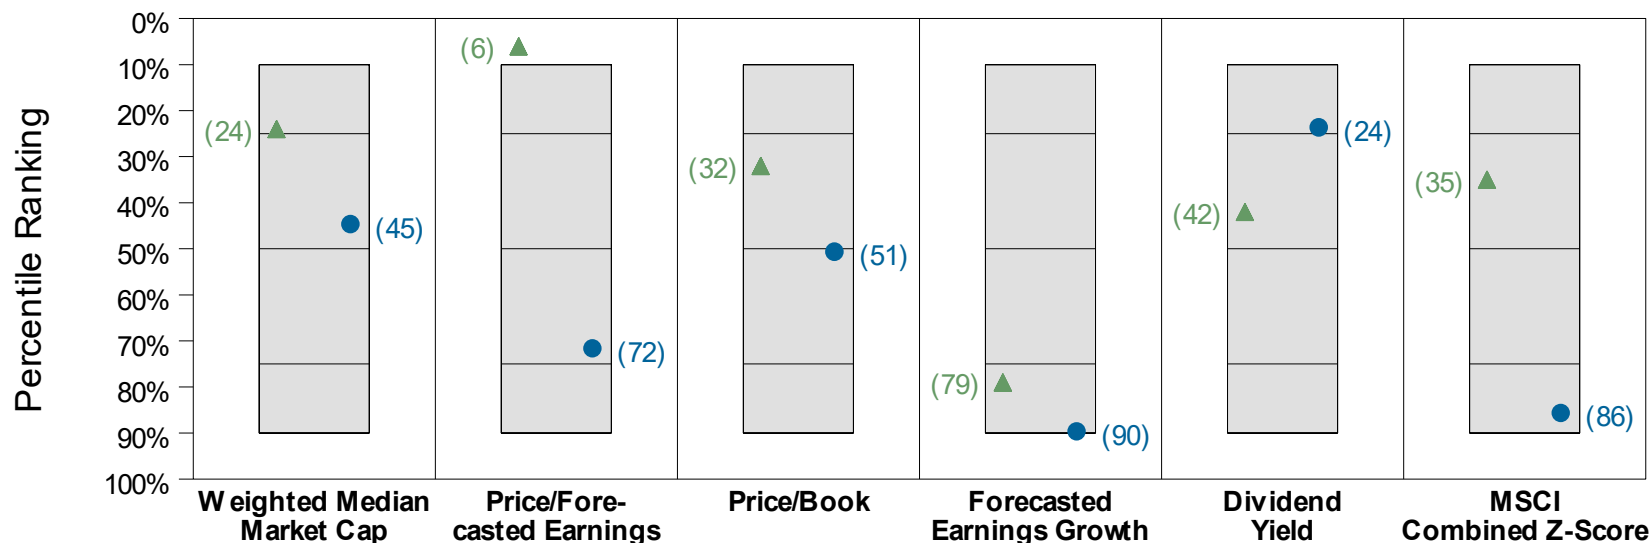 Percentile Ranking
0%
10%
20%
30%
40%
50%
60%
70%
80%
90%
100%
(24)
(45)
(6)
(72)
(32)
(51)
(79)
(90)
(42)
(24)
(35)
(86)
Weighted Median
Market Cap
Price/Fore-
casted Earnings
Price/Book
Forecasted
Earnings Growth
Dividend
Yield
MSCI
Combined Z-Score